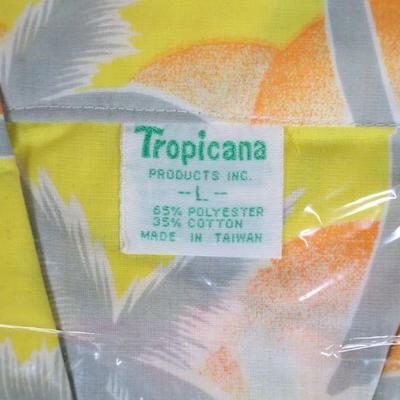 Tropicana
PRODUCTS INC.
--L--
65% POLYESTER
35% COTTON
MADE IN TAIWAN